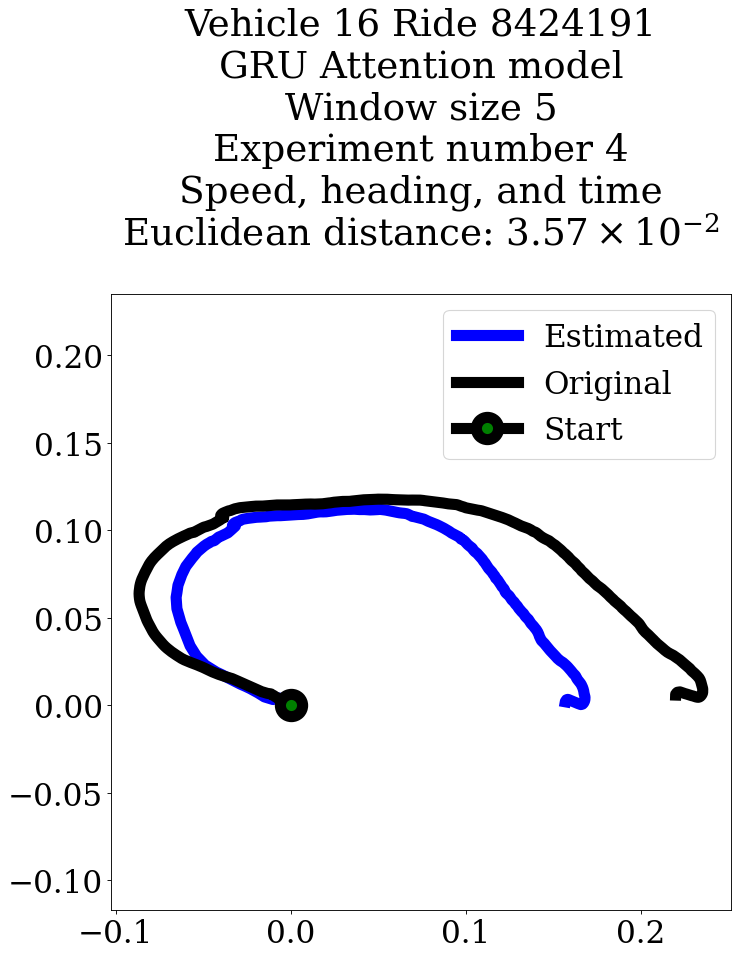 Vehicle 16 Ride 8424191
GRU Attention model
Window size 5
Experiment number 4
Speed, heading, and time
Euclidean distance: 3.57 × 10⁻²
Estimated
Original
Start
0.20
0.15
0.10
0.05
0.00
−0.05
−0.10
−0.1 0.0 0.1 0.2